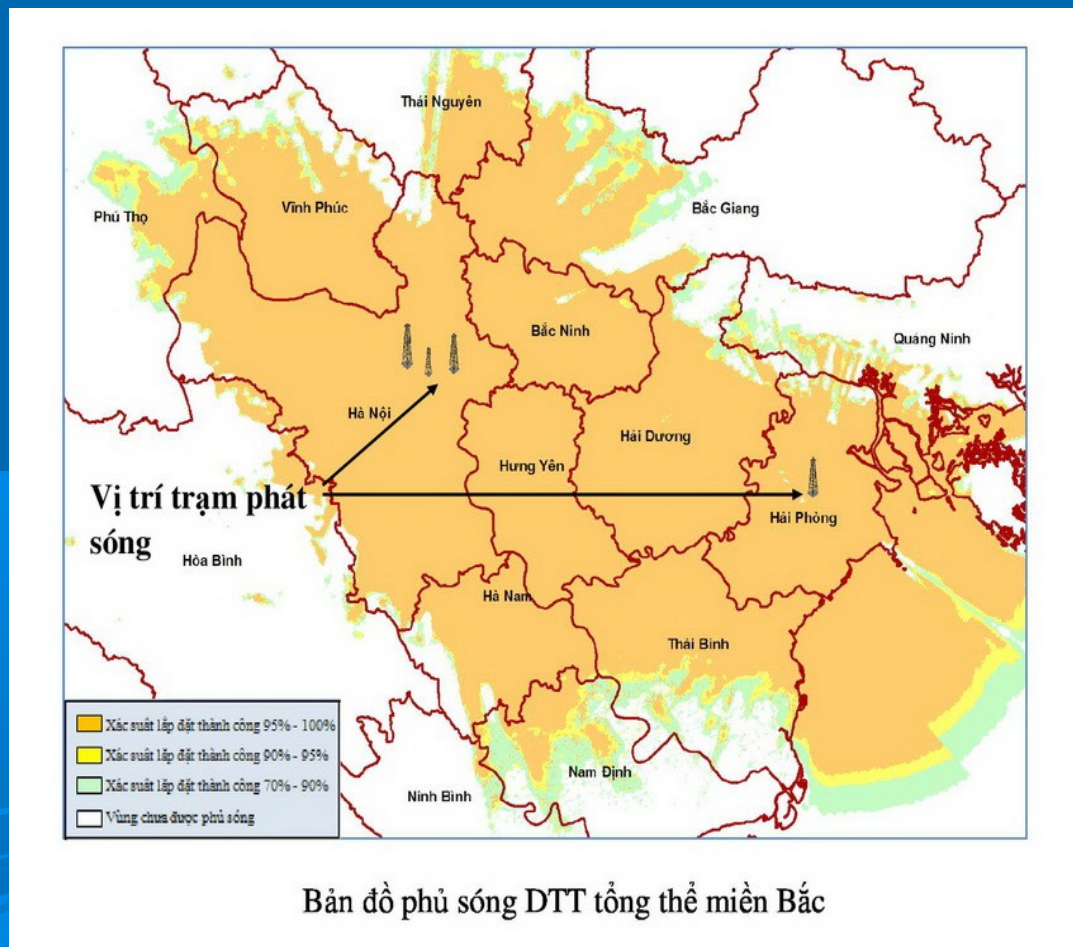 Thái Nguyên
Bắc Giang
Vĩnh Phúc
Phú Thọ
Bắc Ninh
Quảng Ninh
Hà Nội
Hải Dương
Hưng Yên
Vị trí trạm phát
sóng
Hải Phòng
Hòa Bình
Hà Nam
Thái Bình
Nam Định
Ninh Bình
Xác suất lắp đặt thành công 95% - 100%
Xác suất lắp đặt thành công 90% - 95%
Xác suất lắp đặt thành công 70% - 90%
Vùng chưa được phủ sóng
Bản đồ phủ sóng DTT tổng thể miền Bắc